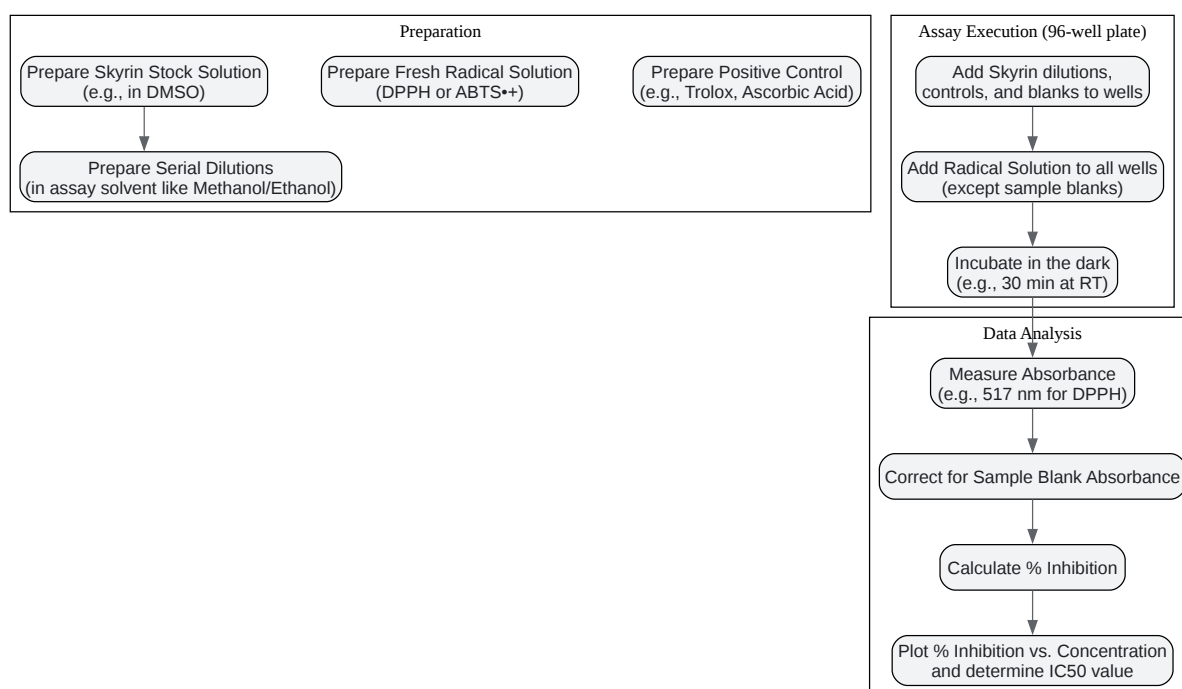 Preparation
Prepare Skyrin Stock Solution
(e.g., in DMSO)
Prepare Fresh Radical Solution
(DPPH or ABTS•+)
Prepare Positive Control
(e.g., Trolox, Ascorbic Acid)
Prepare Serial Dilutions
(in assay solvent like Methanol/Ethanol)
Assay Execution (96-well plate)
Add Skyrin dilutions,
controls, and blanks to wells
Add Radical Solution to all wells
(except sample blanks)
Incubate in the dark
(e.g., 30 min at RT)
Data Analysis
Measure Absorbance
(e.g., 517 nm for DPPH)
Correct for Sample Blank Absorbance
Calculate % Inhibition
Plot % Inhibition vs. Concentration
and determine IC50 value